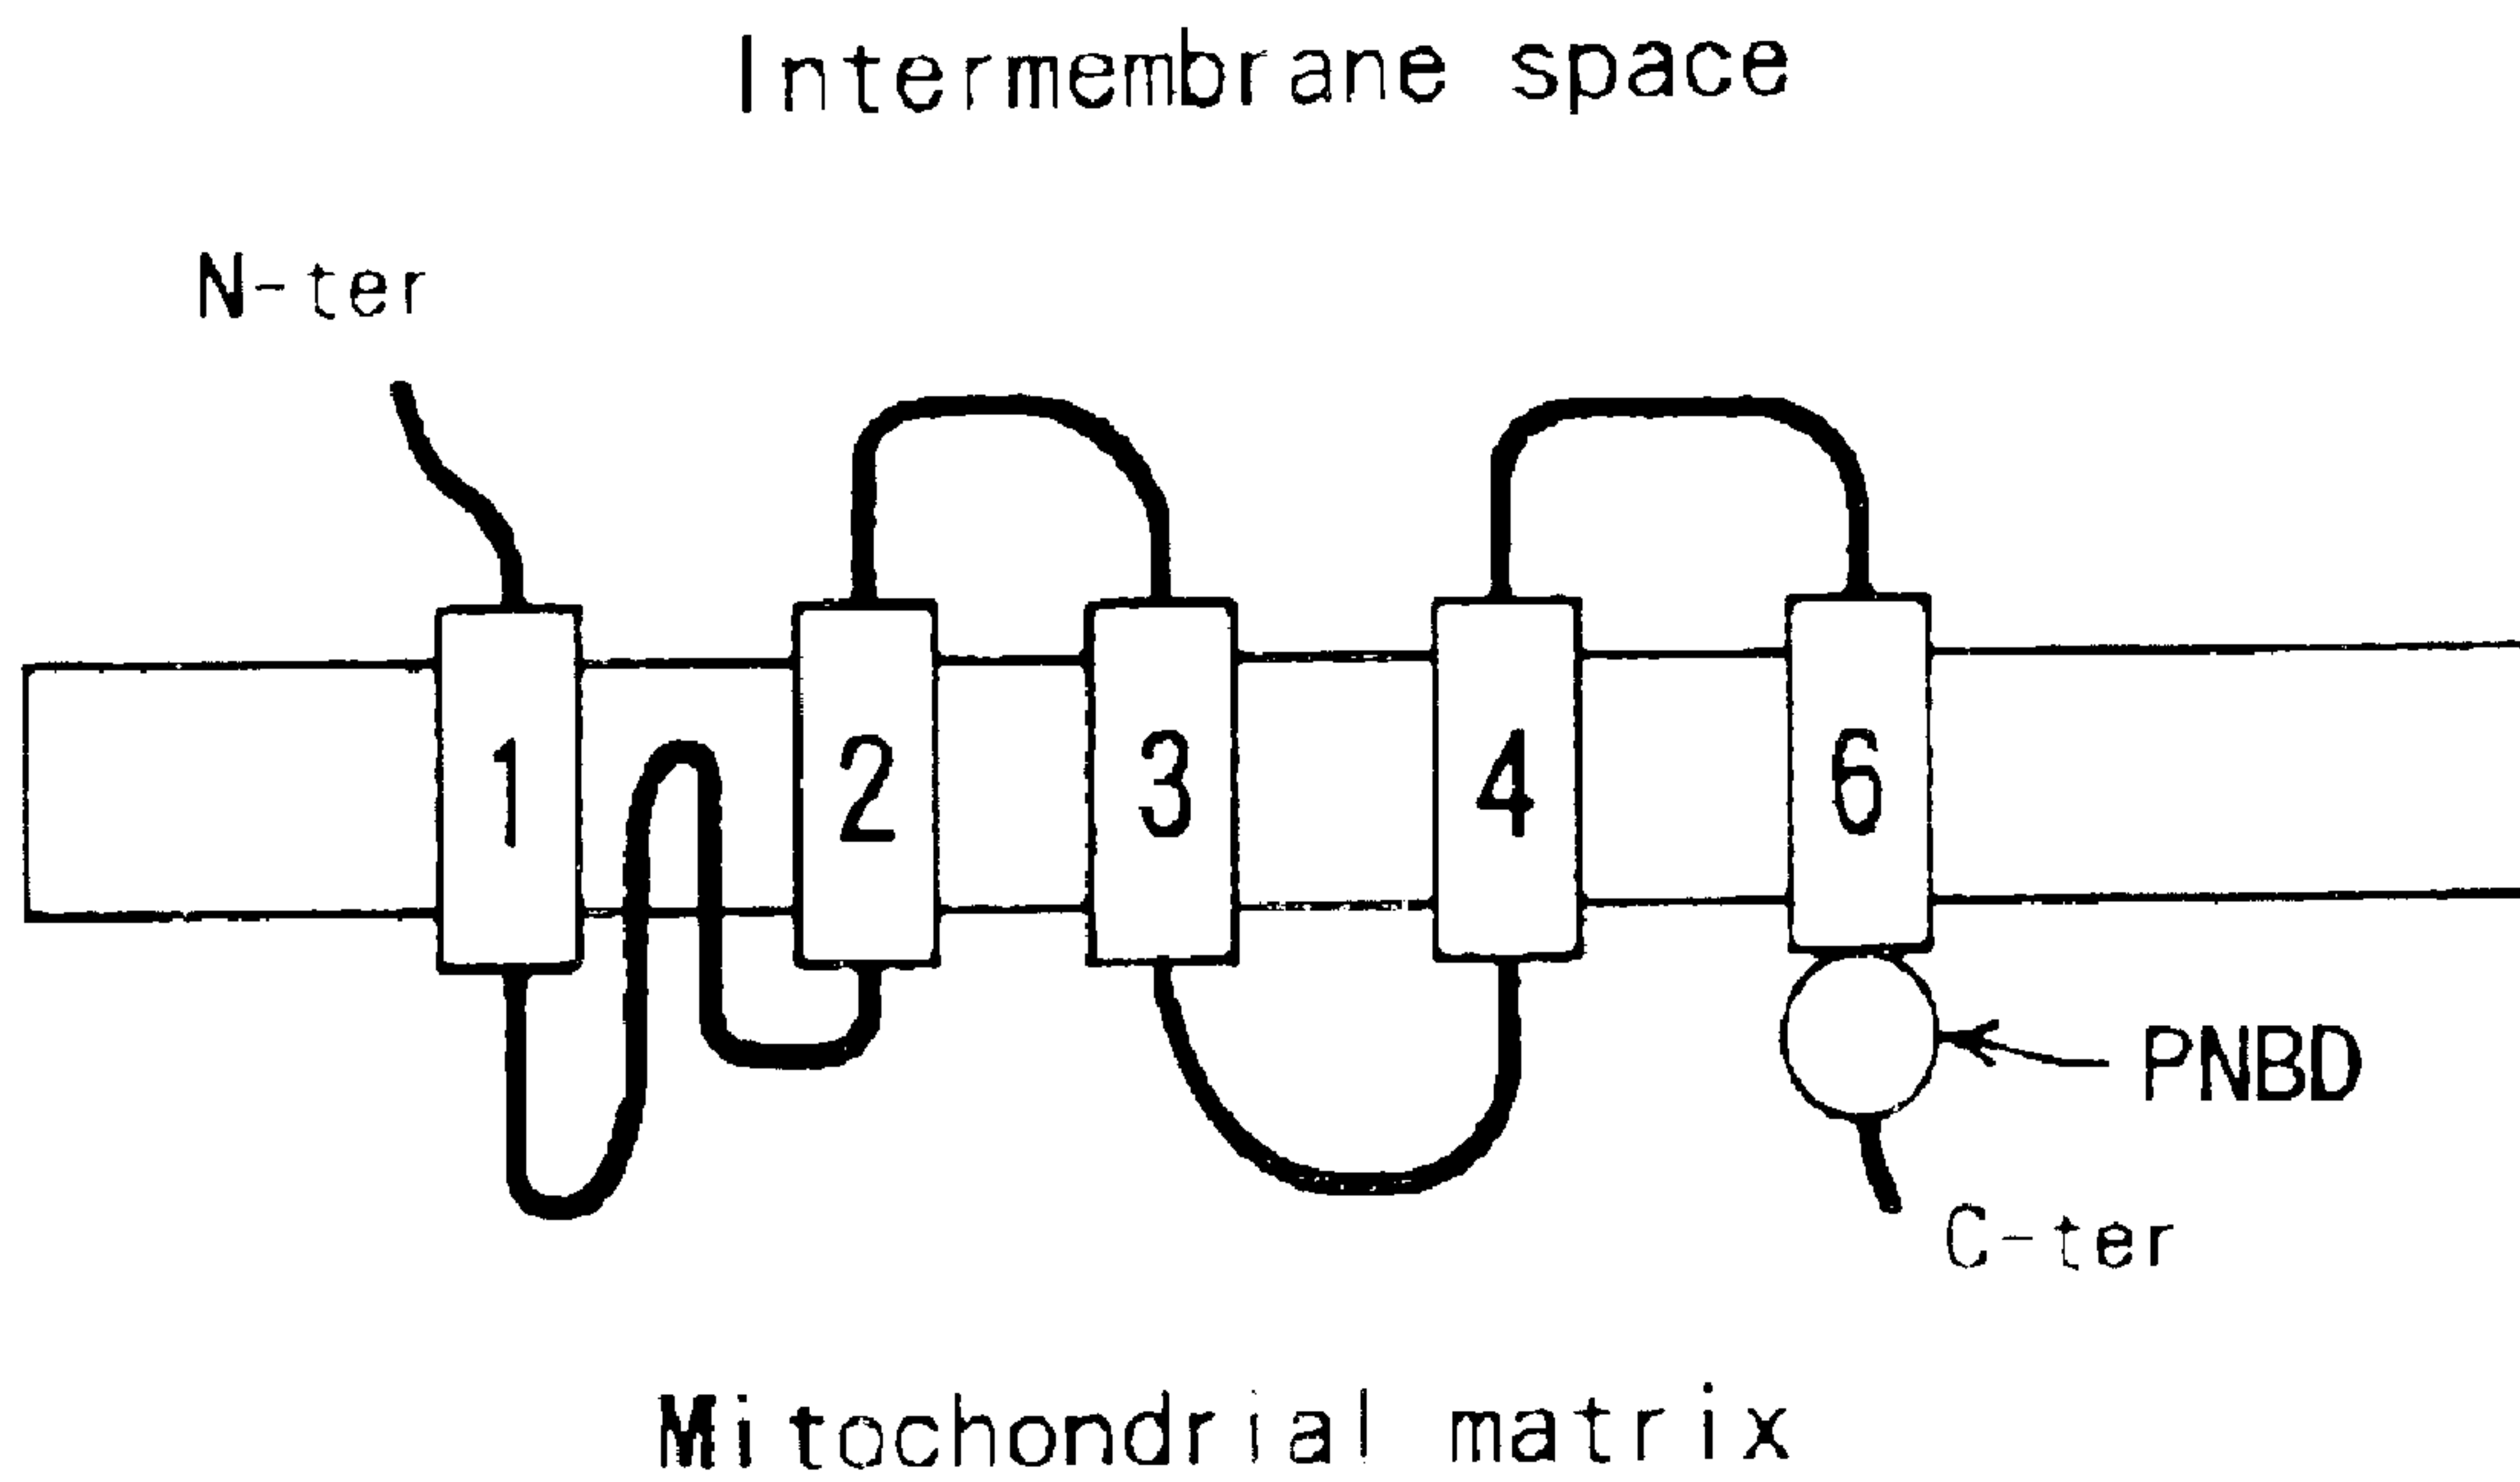 Intermembrane space
N-ter
1 2 3 4 6
PNBD
C-ter
Mitochondrial matrix